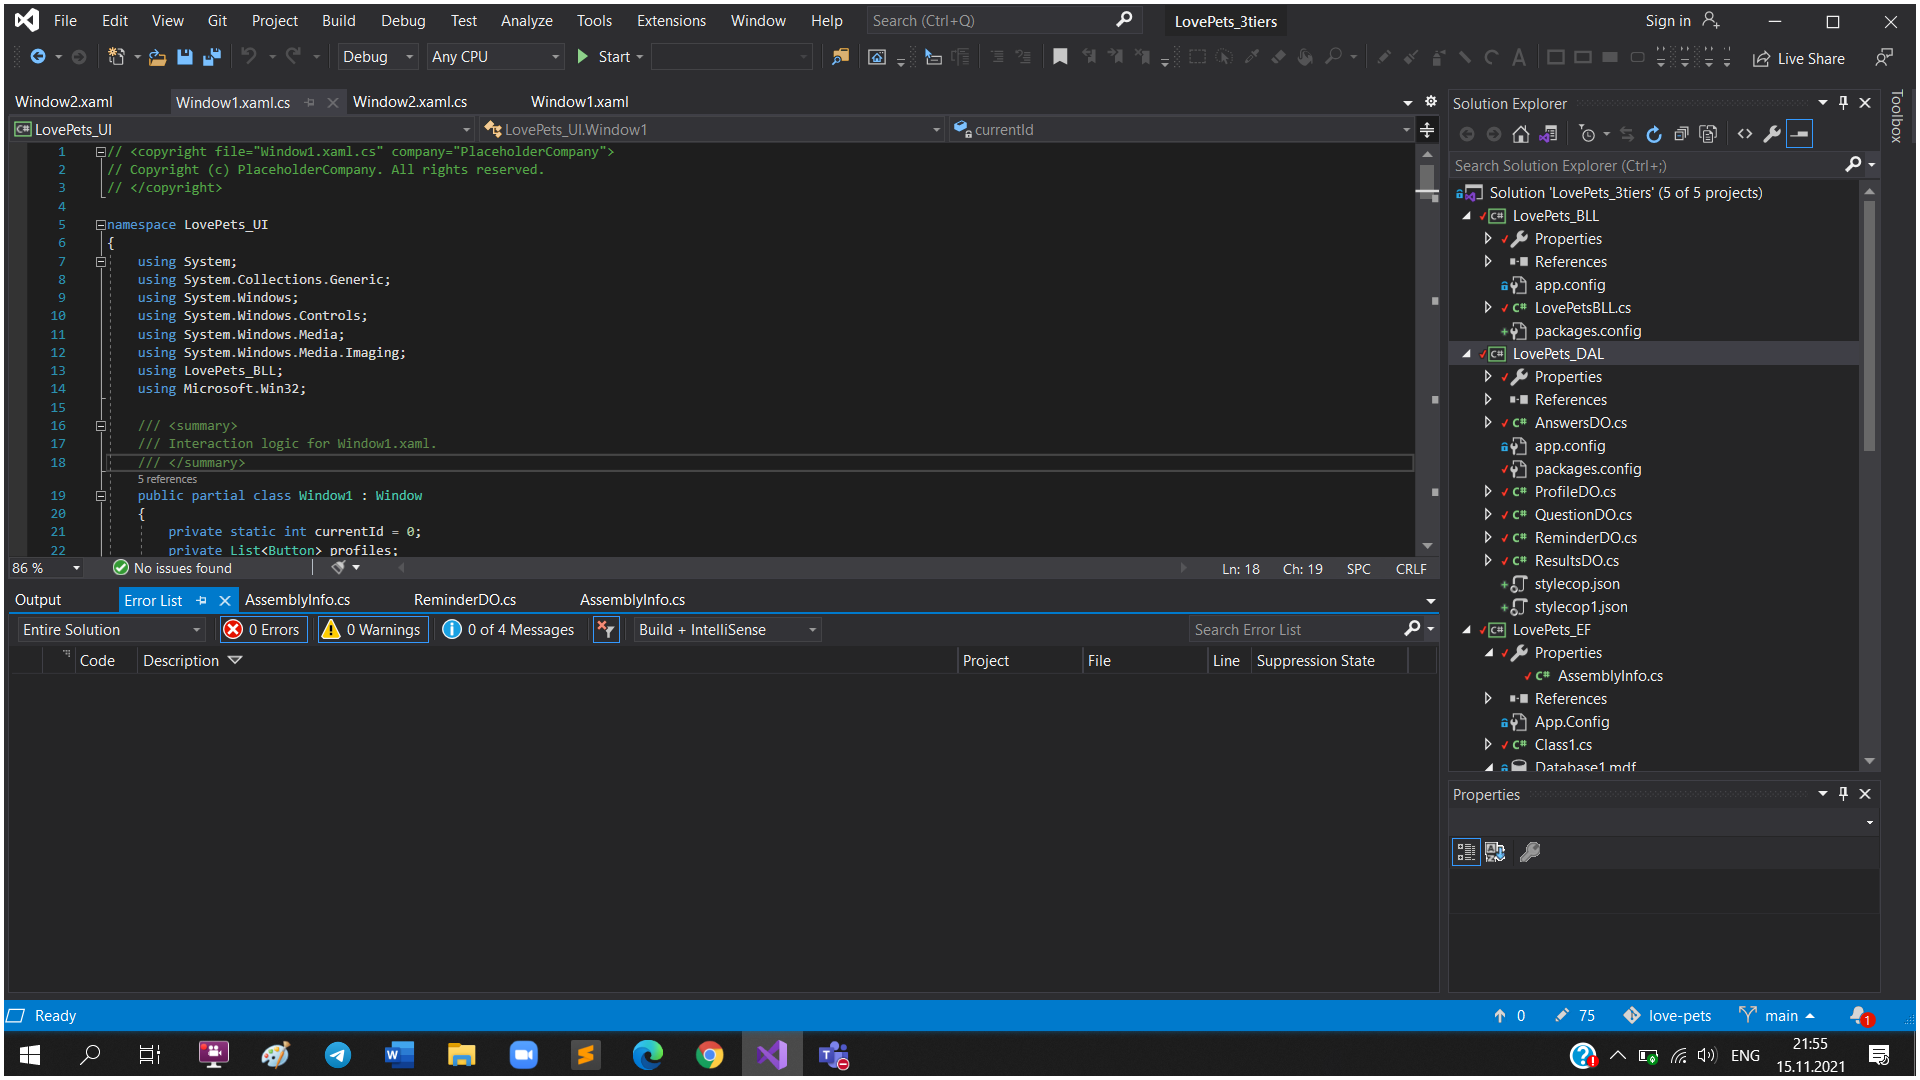 File Edit View Git Project Build Debug Test Analyze Tools Extensions Window Help Search (Ctrl+Q) LovePets_3tiers Sign in
Debug Any CPU Start Live Share
Window2.xaml Window1.xaml.cs Window2.xaml.cs Window1.xaml
LovePets_UI LovePets_UI.Window1 currentId
1 // <copyright file="Window1.xaml.cs" company="PlaceholderCompany">
2 // Copyright (c) PlaceholderCompany. All rights reserved.
3 // </copyright>
4
5 namespace LovePets_UI
6 {
7 using System;
8 using System.Collections.Generic;
9 using System.Windows;
10 using System.Windows.Controls;
11 using System.Windows.Media;
12 using System.Windows.Media.Imaging;
13 using LovePets_BLL;
14 using Microsoft.Win32;
15
16 /// <summary>
17 /// Interaction logic for Window1.xaml.
18 /// </summary>
5 references
19 public partial class Window1 : Window
20 {
21 private static int currentId = 0;
22 private List<Button> profiles;
86 % No issues found Ln: 18 Ch: 19 SPC CRLF
Output Error List AssemblyInfo.cs ReminderDO.cs AssemblyInfo.cs
Entire Solution 0 Errors 0 Warnings 0 of 4 Messages Build + IntelliSense Search Error List
Code Description Project File Line Suppression State
Solution Explorer
Search Solution Explorer (Ctrl+;)
Solution 'LovePets_3tiers' (5 of 5 projects)
LovePets_BLL
Properties
References
app.config
LovePetsBLL.cs
packages.config
LovePets_DAL
Properties
References
AnswersDO.cs
app.config
packages.config
ProfileDO.cs
QuestionDO.cs
ReminderDO.cs
ResultsDO.cs
stylecop.json
stylecop1.json
LovePets_EF
Properties
AssemblyInfo.cs
References
App.Config
Class1.cs
Database1.mdf
Properties
Toolbox
Ready 0 75 love-pets main 1
ENG 21:55
15.11.2021